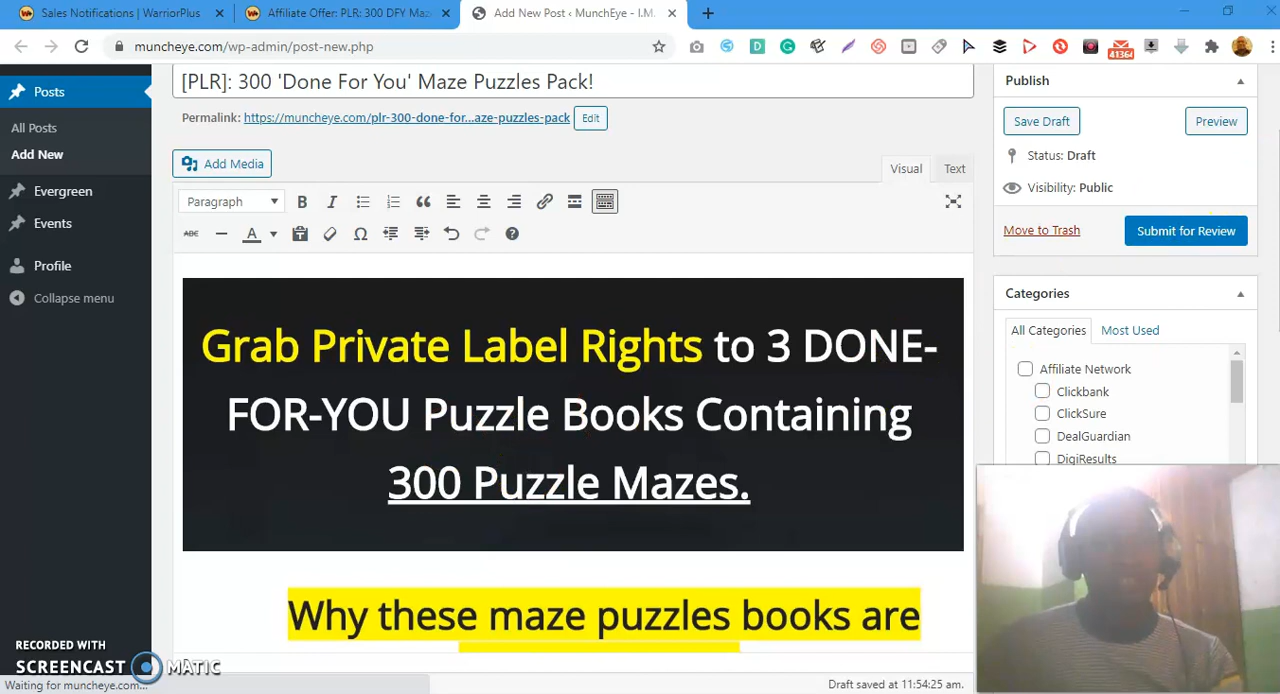 Sales Notifications | WarriorPlus
Affiliate Offer: PLR: 300 DFY Maz
Add New Post ‹ MunchEye - I.M.
muncheye.com/wp-admin/post-new.php
41364
Posts
All Posts
Add New
Evergreen
Events
Profile
Collapse menu
[PLR]: 300 'Done For You' Maze Puzzles Pack!
Permalink: https://muncheye.com/plr-300-done-for...aze-puzzles-pack Edit
Add Media
Visual Text
Paragraph
B I
ABC A
Grab Private Label Rights to 3 DONE-
FOR-YOU Puzzle Books Containing
300 Puzzle Mazes.
Why these maze puzzles books are
Publish
Save Draft Preview
Status: Draft
Visibility: Public
Move to Trash Submit for Review
Categories
All Categories Most Used
Affiliate Network
Clickbank
ClickSure
DealGuardian
DigiResults
RECORDED WITH
SCREENCAST MATIC
Waiting for muncheye.com...
Draft saved at 11:54:25 am.